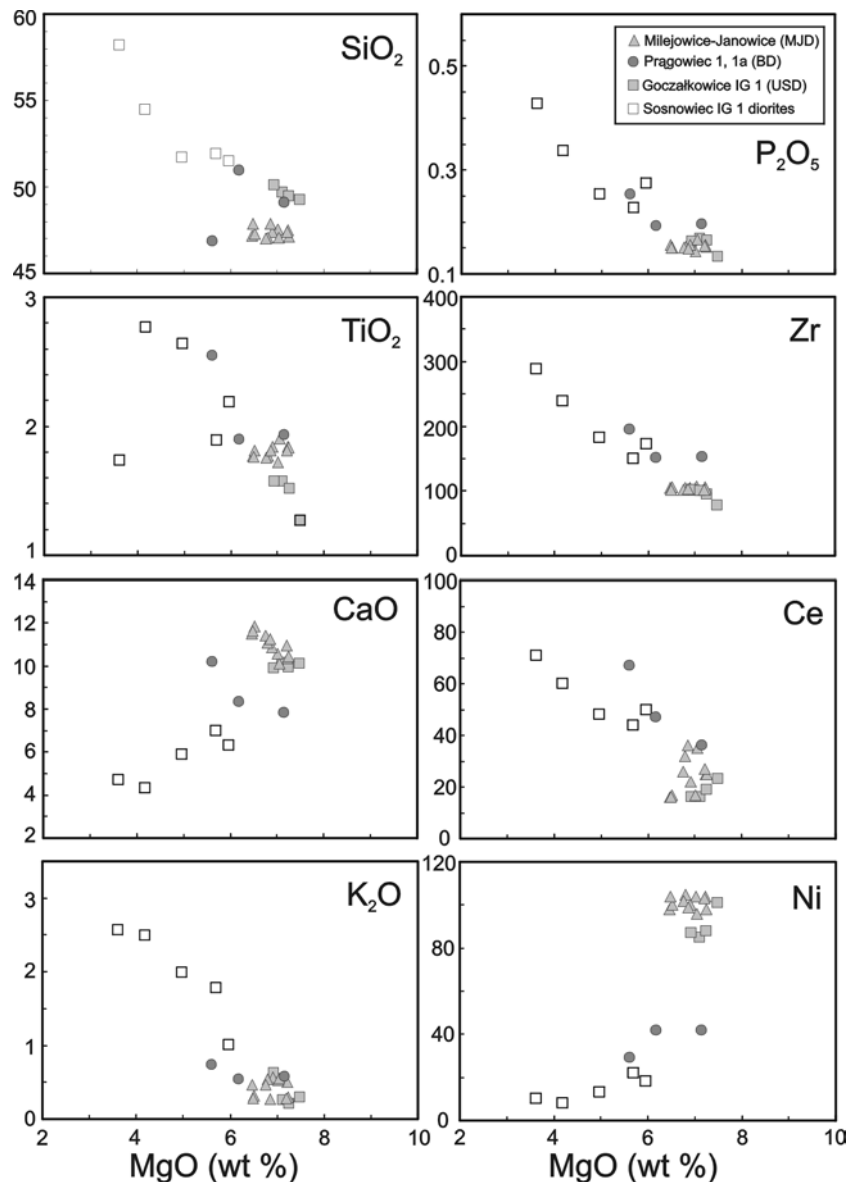 60
55
50
45
SiO₂
0.5
0.3
0.1
Milejowice-Janowice (MJD)
Prągowiec 1, 1a (BD)
Goczałkowice IG 1 (USD)
Sosnowiec IG 1 diorites
P₂O₅
3
2
1
TiO₂
400
300
200
150
100
50
0
Zr
14
12
10
8
6
4
2
CaO
100
80
60
40
20
0
Ce
3
2
1
0
K₂O
120
80
40
0
Ni
2 4 6 8 10
2 4 6 8 10
MgO (wt %)
MgO (wt %)